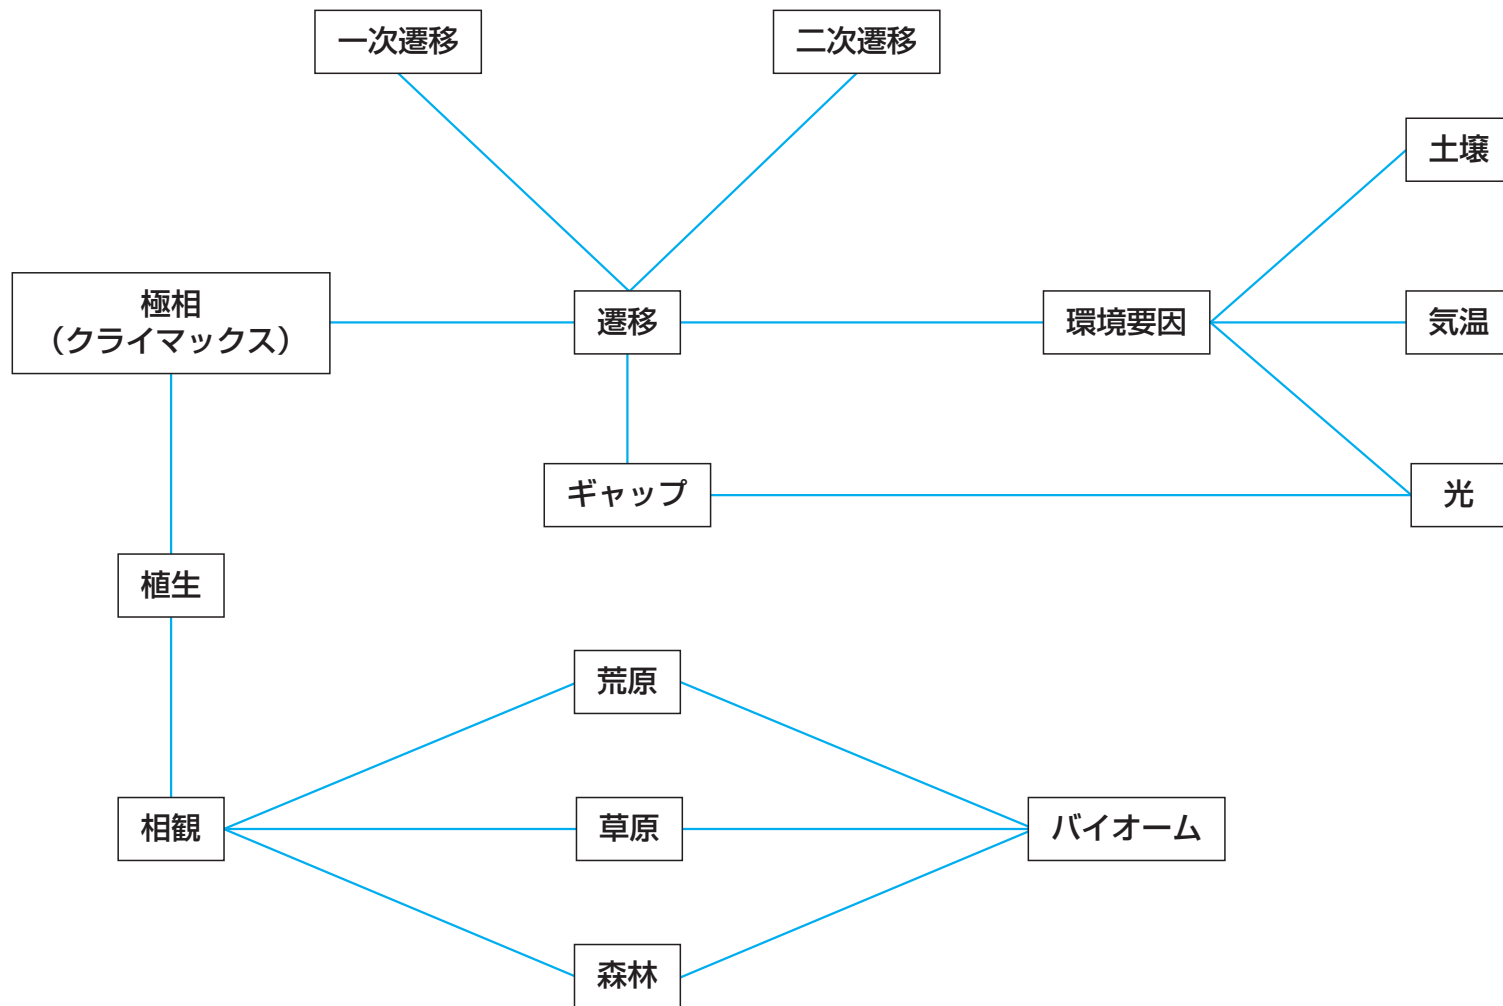 一次遷移
二次遷移
土壌
極相
（クライマックス）
遷移
環境要因
気温
ギャップ
光
植生
荒原
相観
草原
バイオーム
森林